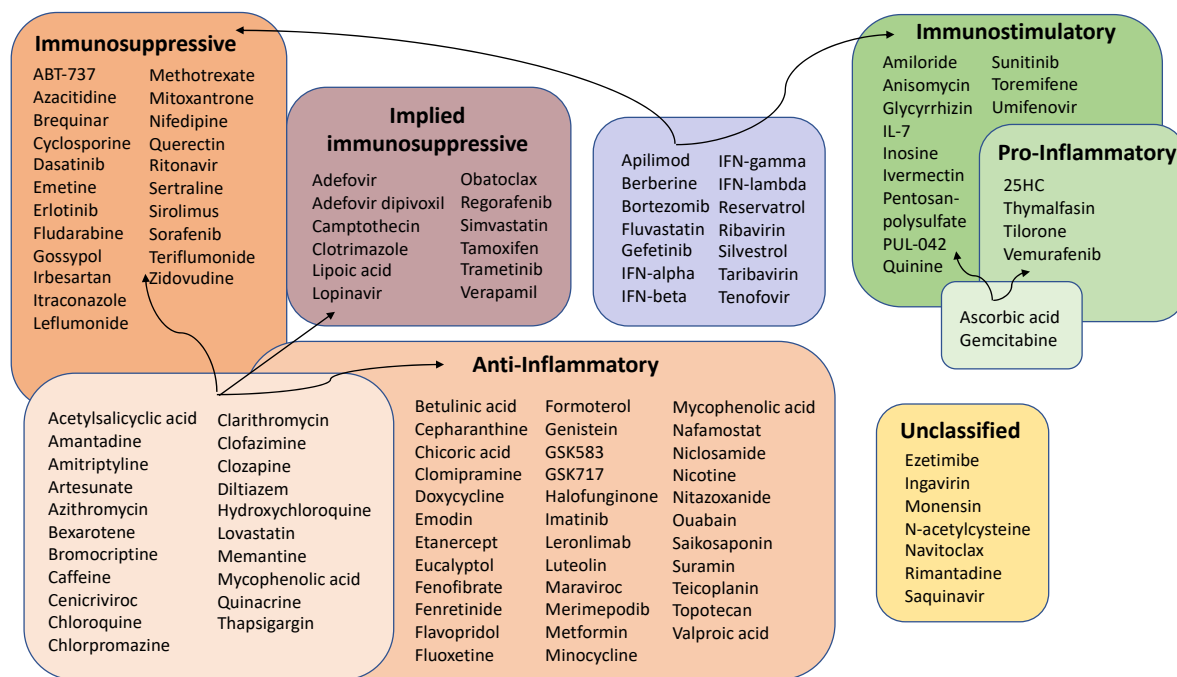 Immunosuppressive
ABT-737
Azacitidine
Brequinar
Cyclosporine
Dasatinib
Emetine
Erlotinib
Fludarabine
Gossypol
Irbesartan
Itraconazole
Leflumonide
Methotrexate
Mitoxantrone
Nifedipine
Querectin
Ritonavir
Sertraline
Sirolimus
Sorafenib
Teriflumonide
Zidovudine
Implied
immunosuppressive
Adefovir
Adefovir dipivoxil
Camptothecin
Clotrimazole
Lipoic acid
Lopinavir
Obatoclax
Regorafenib
Simvastatin
Tamoxifen
Trametinib
Verapamil
Apilimod
Berberine
Bortezomib
Fluvastatin
Gefetinib
IFN-alpha
IFN-beta
IFN-gamma
IFN-lambda
Reservatrol
Ribavirin
Silvestrol
Taribavirin
Tenofovir
Immunostimulatory
Amiloride
Anisomycin
Glycyrrhizin
IL-7
Inosine
Ivermectin
Pentosan-
polysulfate
PUL-042
Quinine
Sunitinib
Toremifene
Umifenovir
Pro-Inflammatory
25HC
Thymalfasin
Tilorone
Vemurafenib
Ascorbic acid
Gemcitabine
Acetylsalicyclic acid
Amantadine
Amitriptyline
Artesunate
Azithromycin
Bexarotene
Bromocriptine
Caffeine
Cenicriviroc
Chloroquine
Chlorpromazine
Clarithromycin
Clofazimine
Clozapine
Diltiazem
Hydroxychloroquine
Lovastatin
Memantine
Mycophenolic acid
Quinacrine
Thapsigargin
Anti-Inflammatory
Betulinic acid
Cepharanthine
Chicoric acid
Clomipramine
Doxycycline
Emodin
Etanercept
Eucalyptol
Fenofibrate
Fenretinide
Flavopridol
Fluoxetine
Formoterol
Genistein
GSK583
GSK717
Halofunginone
Imatinib
Leronlimab
Luteolin
Maraviroc
Merimepodib
Metformin
Minocycline
Mycophenolic acid
Nafamostat
Niclosamide
Nicotine
Nitazoxanide
Ouabain
Saikosaponin
Suramin
Teicoplanin
Topotecan
Valproic acid
Unclassified
Ezetimibe
Ingavirin
Monensin
N-acetylcysteine
Navitoclax
Rimantadine
Saquinavir